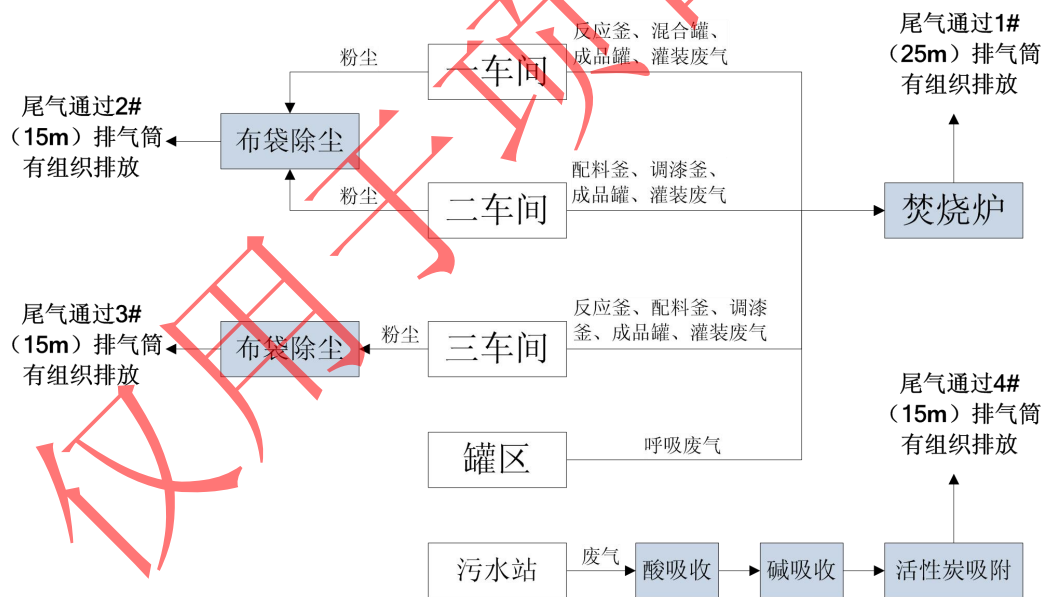 反应釜、混合罐、
成品罐、灌装废气
尾气通过1#
（25m）排气筒
有组织排放
粉尘
一车间
尾气通过2#
（15m）排气筒
有组织排放
布袋除尘
配料釜、调漆釜、
成品罐、灌装废气
粉尘
二车间
焚烧炉
尾气通过3#
（15m）排气筒
有组织排放
布袋除尘
粉尘
三车间
反应釜、配料釜、调漆
釜、成品罐、灌装废气
尾气通过4#
（15m）排气筒
有组织排放
罐区
呼吸废气
污水站
废气
酸吸收
碱吸收
活性炭吸附
仅用于